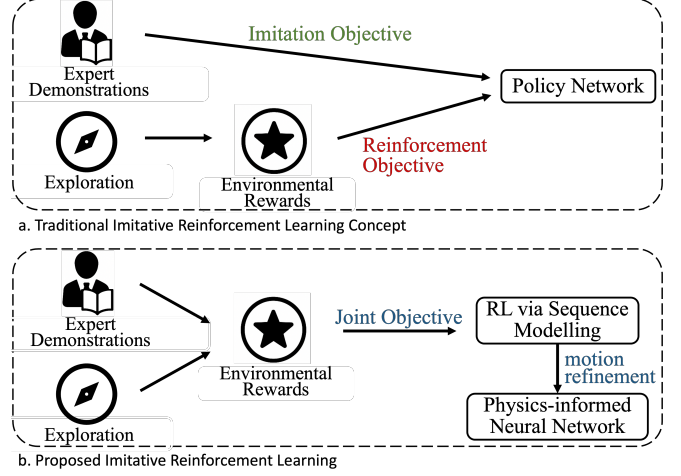 Imitation Objective
Expert
Demonstrations
Policy Network
Exploration
Environmental
Rewards
Reinforcement
Objective
a. Traditional Imitative Reinforcement Learning Concept
Expert
Demonstrations
Joint Objective
RL via Sequence
Modelling
Environmental
Rewards
motion
refinement
Exploration
Physics-informed
Neural Network
b. Proposed Imitative Reinforcement Learning